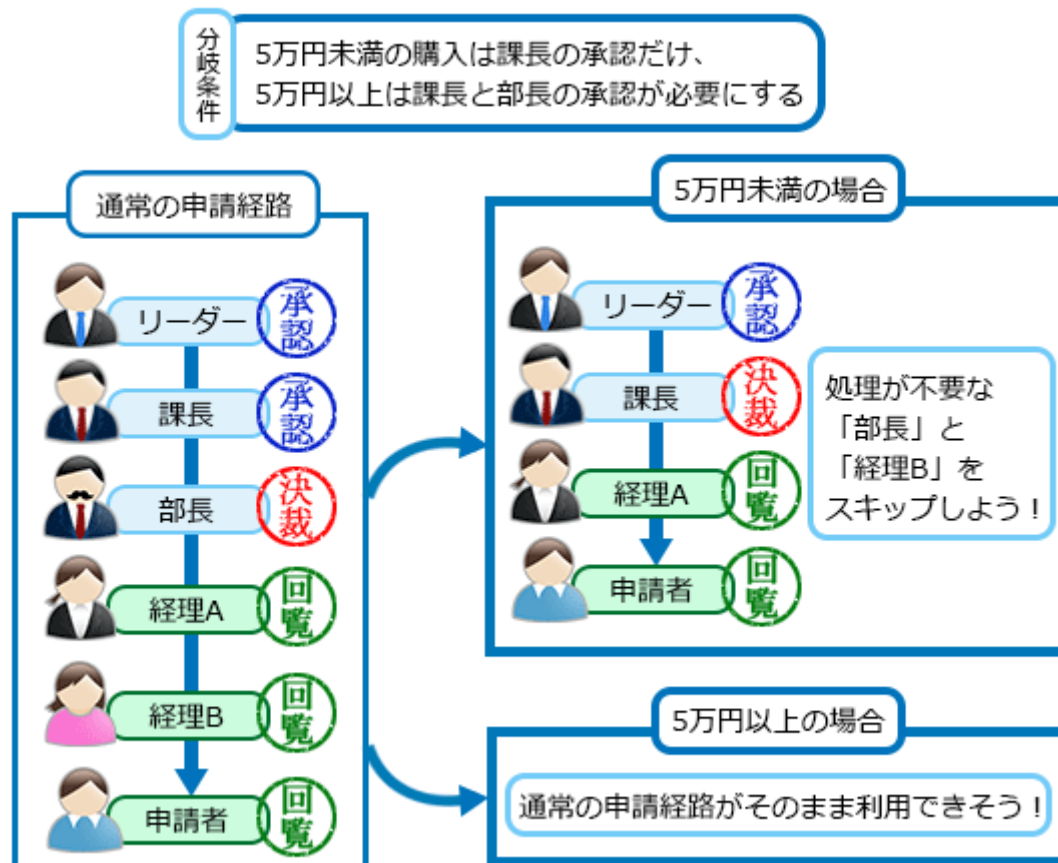 分岐条件
5万円未満の購入は課長の承認だけ、
5万円以上は課長と部長の承認が必要にする
通常の申請経路
リーダー
承認
課長
承認
部長
決裁
経理A
回覧
経理B
回覧
申請者
回覧
5万円未満の場合
リーダー
承認
課長
決裁
経理A
回覧
申請者
回覧
処理が不要な
「部長」と
「経理B」を
スキップしよう！
5万円以上の場合
通常の申請経路がそのまま利用できそう！